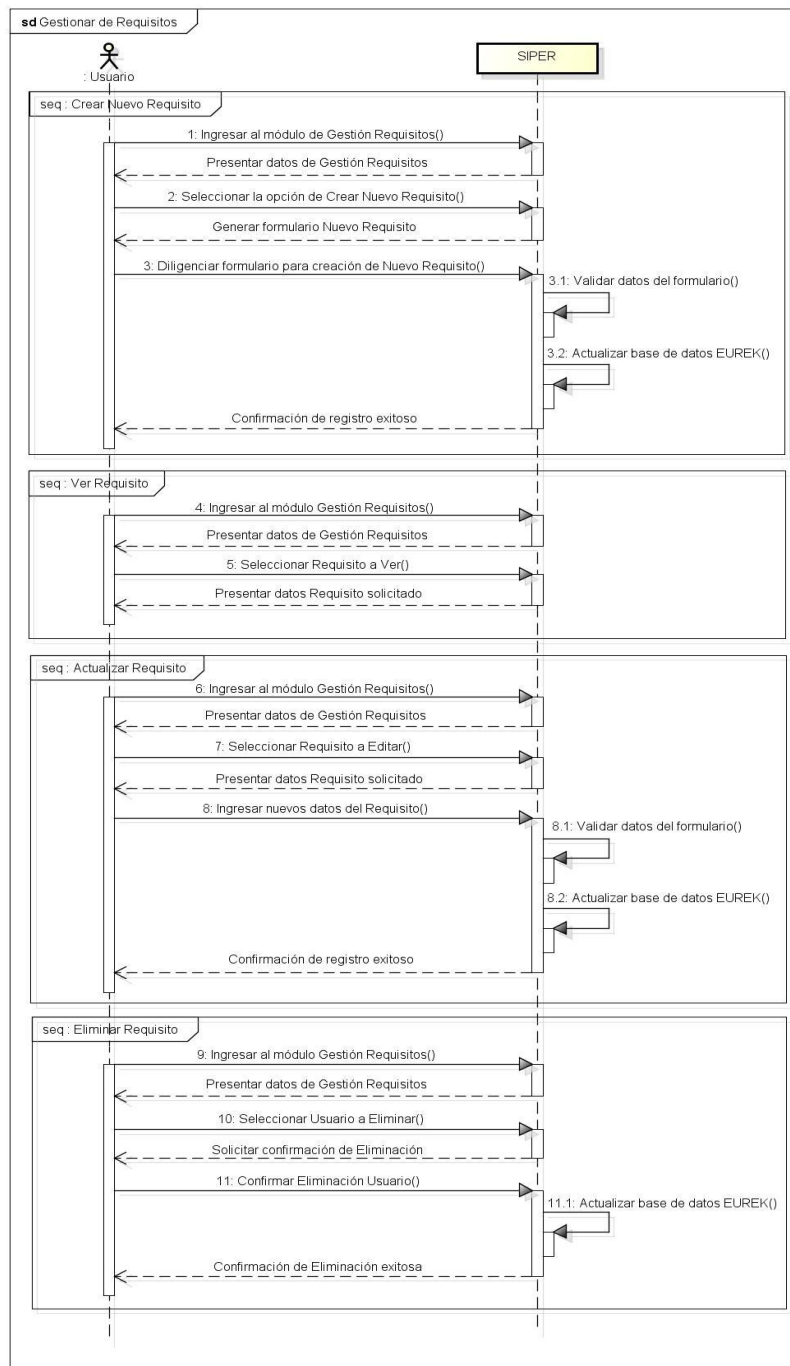 sd Gestionar de Requisitos
: Usuario
SIPER
seq : Crear Nuevo Requisito
1: Ingresar al módulo de Gestión Requisitos()
Presentar datos de Gestión Requisitos
2: Seleccionar la opción de Crear Nuevo Requisito()
Generar formulario Nuevo Requisito
3: Diligenciar formulario para creación de Nuevo Requisito()
3.1: Validar datos del formulario()
3.2: Actualizar base de datos EUREK()
Confirmación de registro exitoso
seq : Ver Requisito
4: Ingresar al módulo Gestión Requisitos()
Presentar datos de Gestión Requisitos
5: Seleccionar Requisito a Ver()
Presentar datos Requisito solicitado
seq : Actualizar Requisito
6: Ingresar al módulo Gestión Requisitos()
Presentar datos de Gestión Requisitos
7: Seleccionar Requisito a Editar()
Presentar datos Requisito solicitado
8: Ingresar nuevos datos del Requisito()
8.1: Validar datos del formulario()
8.2: Actualizar base de datos EUREK()
Confirmación de registro exitoso
seq : Eliminar Requisito
9: Ingresar al módulo Gestión Requisitos()
Presentar datos de Gestión Requisitos
10: Seleccionar Usuario a Eliminar()
Solicitar confirmación de Eliminación
11: Confirmar Eliminación Usuario()
11.1: Actualizar base de datos EUREK()
Confirmación de Eliminación exitosa